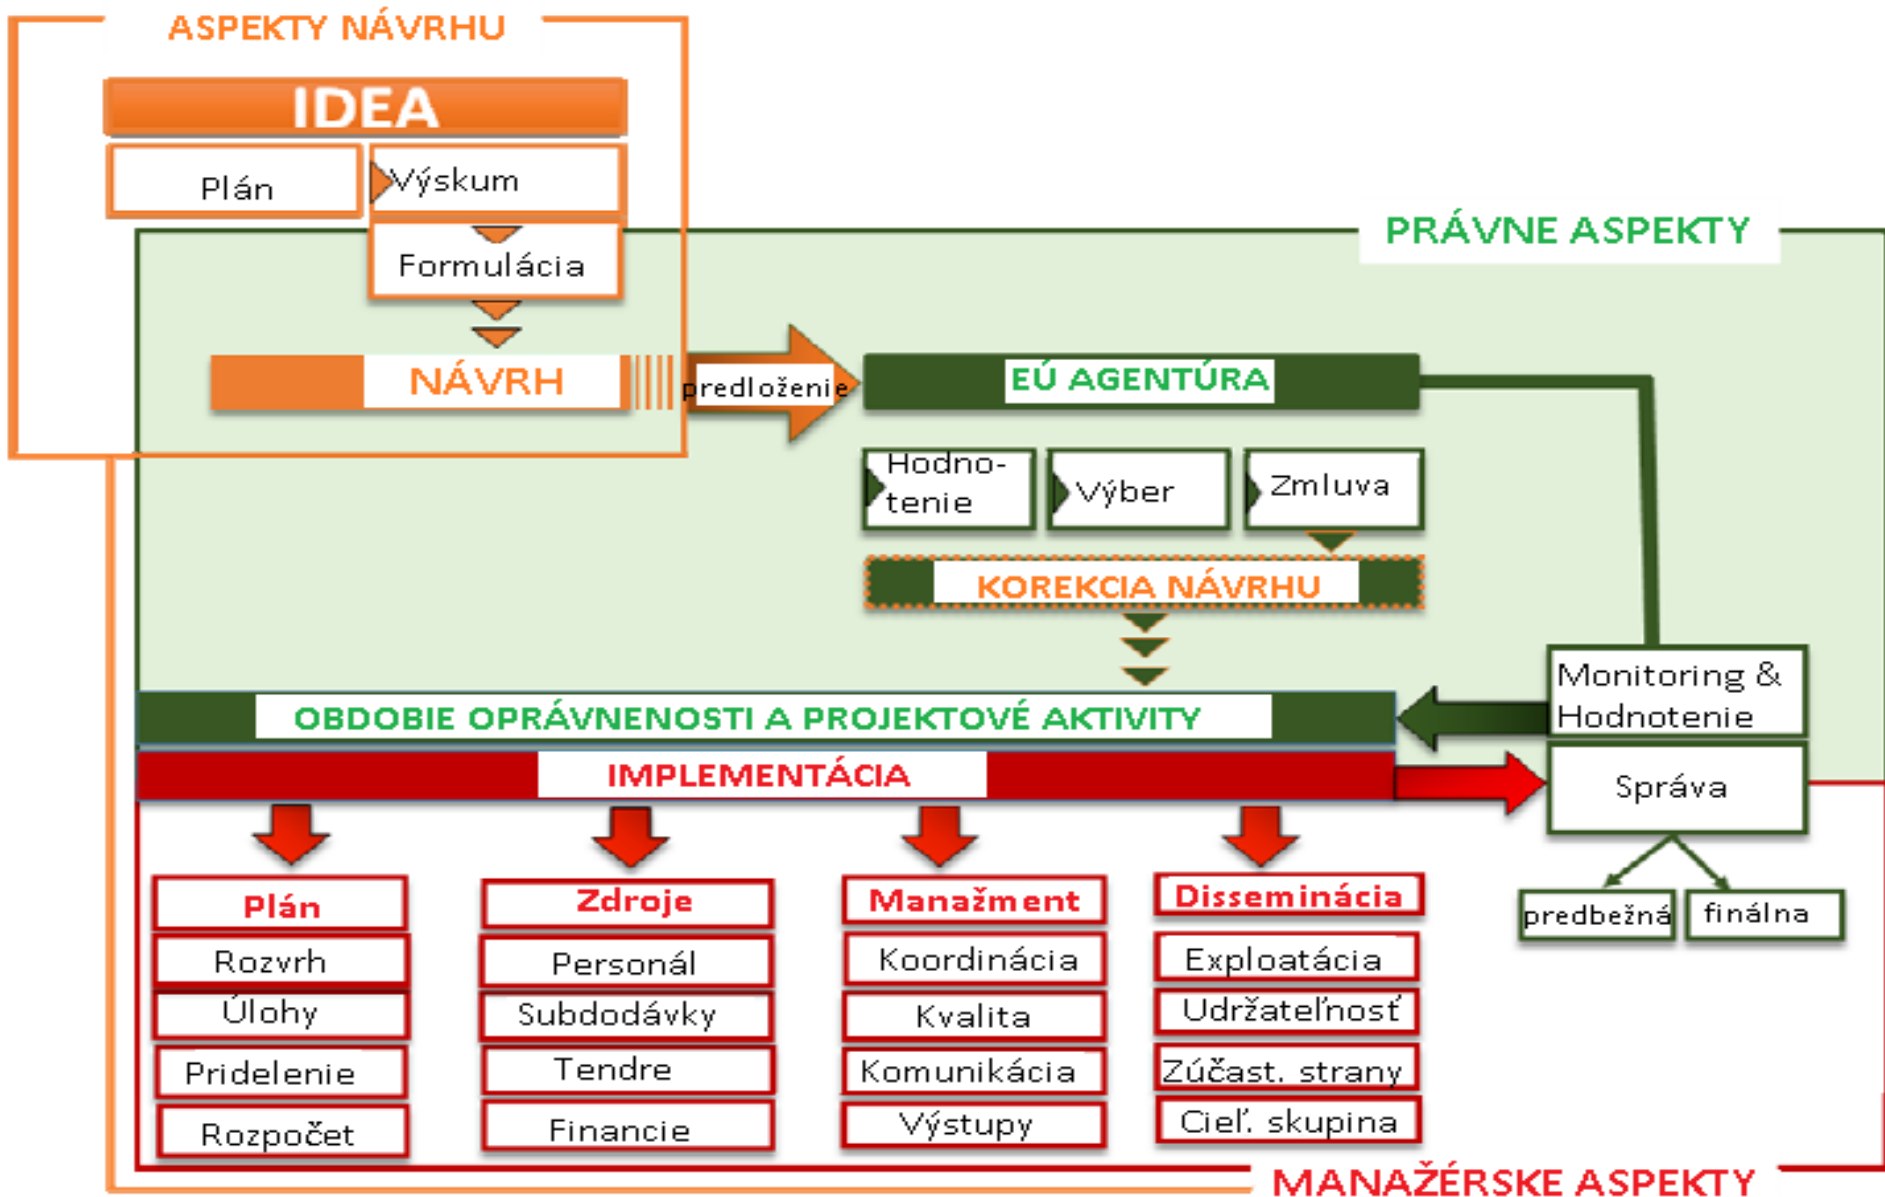 ASPEKTY NÁVRHU
IDEA
Plán
Výskum
Formulácia
PRÁVNE ASPEKTY
NÁVRH
predloženie
EÚ AGENTÚRA
Hodno-
tenie
Výber
Zmluva
KOREKCIA NÁVRHU
Monitoring &
Hodnotenie
OBDOBIE OPRÁVNENOSTI A PROJEKTOVÉ AKTIVITY
IMPLEMENTÁCIA
Správa
predbežná
finálna
Plán
Rozvrh
Úlohy
Pridelenie
Rozpočet
Zdroje
Personál
Subdodávky
Tendre
Financie
Manažment
Koordinácia
Kvalita
Komunikácia
Výstupy
Disseminácia
Exploatácia
Udržateľnosť
Zúčast. strany
Cieľ. skupina
MANAŽÉRSKE ASPEKTY